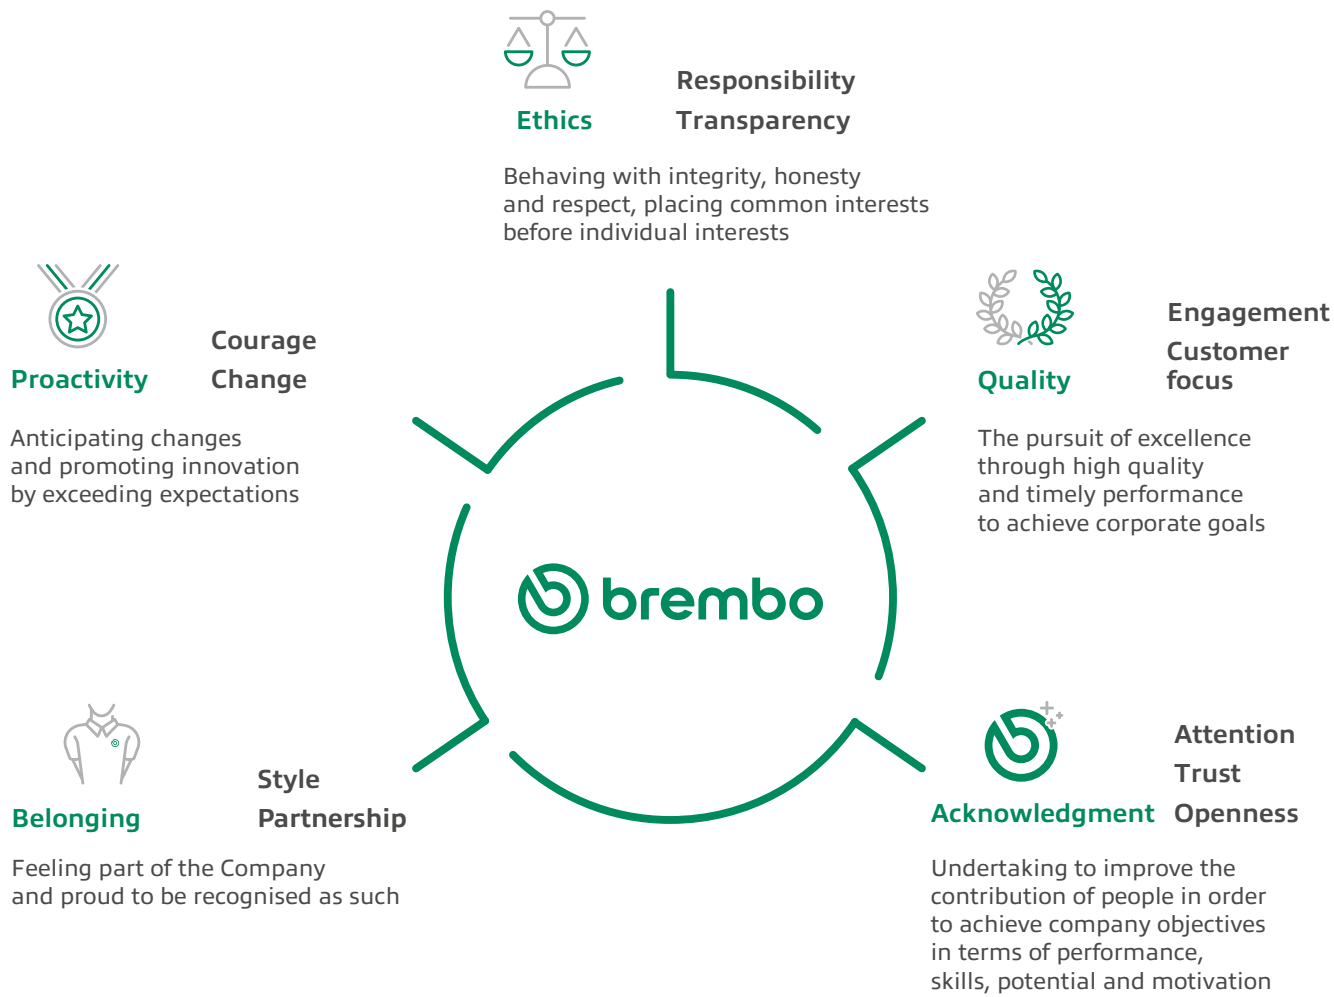 Ethics
Responsibility
Transparency
Behaving with integrity, honesty
and respect, placing common interests
before individual interests
Proactivity
Courage
Change
Anticipating changes
and promoting innovation
by exceeding expectations
Quality
Engagement
Customer
focus
The pursuit of excellence
through high quality
and timely performance
to achieve corporate goals
brembo
Belonging
Style
Partnership
Feeling part of the Company
and proud to be recognised as such
Acknowledgment
Attention
Trust
Openness
Undertaking to improve the
contribution of people in order
to achieve company objectives
in terms of performance,
skills, potential and motivation